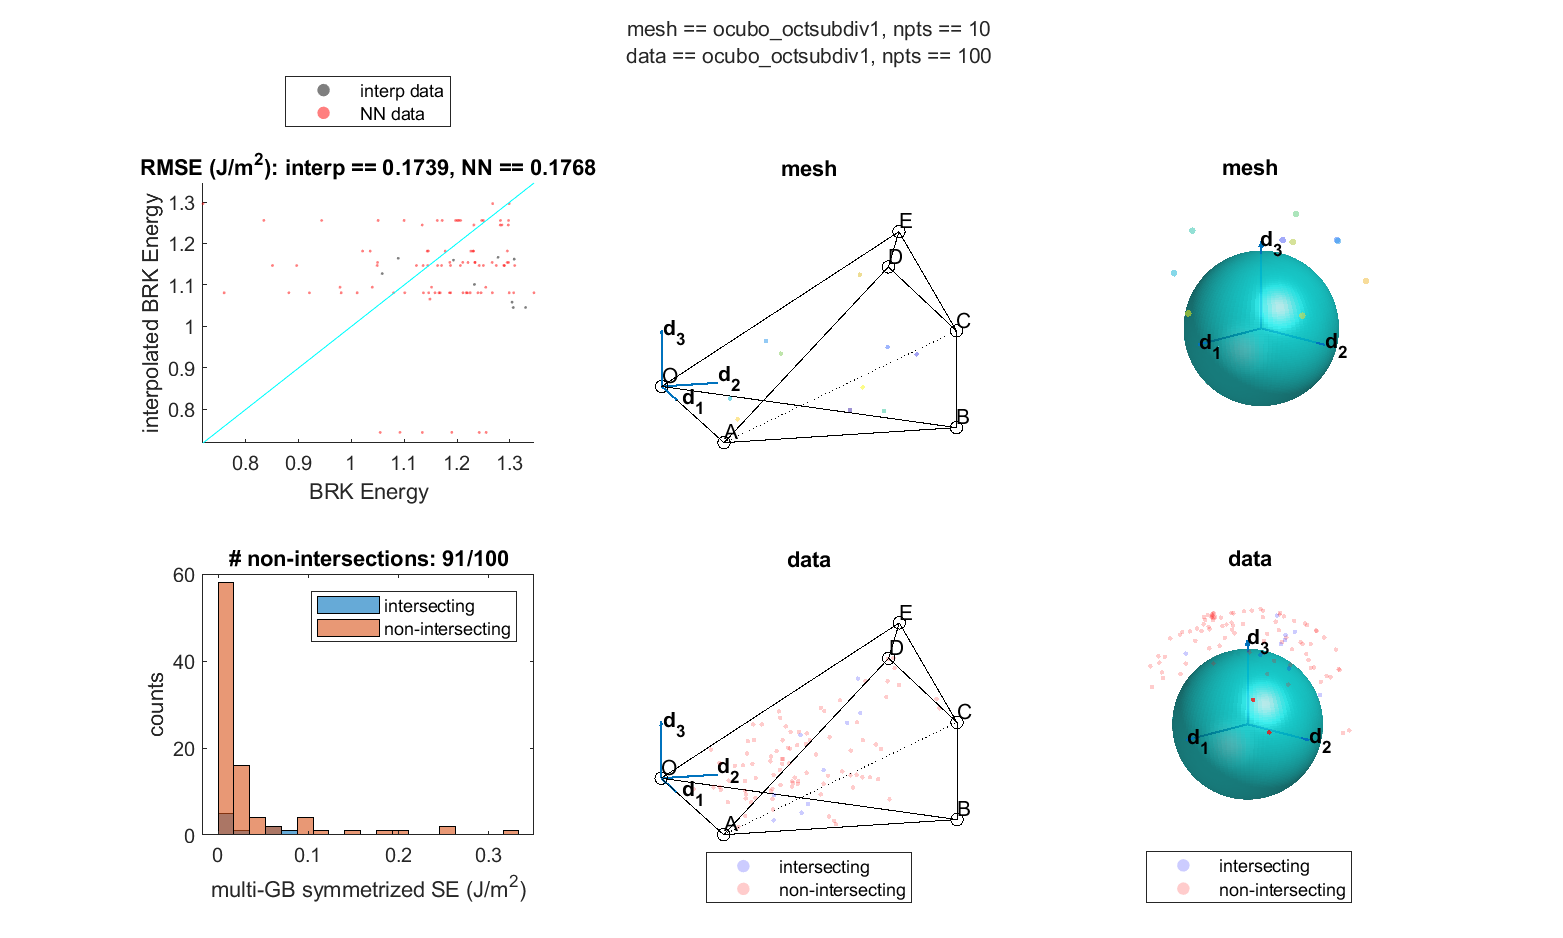 mesh == ocubo_octsubdiv1, npts == 10
data == ocubo_octsubdiv1, npts == 100
interp data
NN data
RMSE (J/m²): interp == 0.1739, NN == 0.1768
interpolated BRK Energy
1.3
1.2
1.1
1
0.9
0.8
0.8 0.9 1 1.1 1.2 1.3
BRK Energy
mesh
E
D
C
d3
O
d2
d1
B
A
mesh
d3
d1
d2
# non-intersections: 91/100
counts
60
40
20
0
intersecting
non-intersecting
0 0.1 0.2 0.3
multi-GB symmetrized SE (J/m²)
data
E
D
C
d3
O
d2
d1
B
A
intersecting
non-intersecting
data
d3
d1
d2
intersecting
non-intersecting